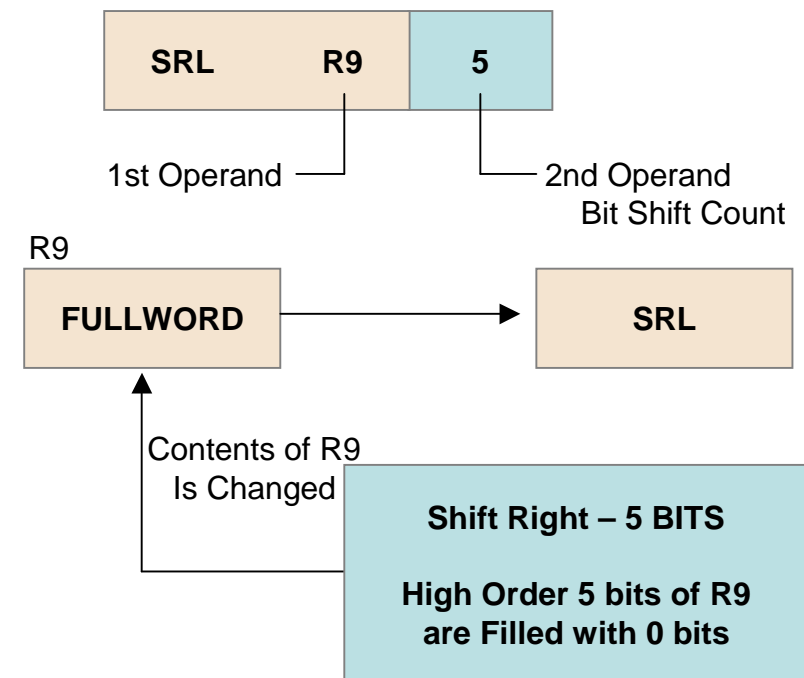 SRL R9 5
1st Operand
2nd Operand
Bit Shift Count
R9
FULLWORD
SRL
Contents of R9
Is Changed
Shift Right – 5 BITS
High Order 5 bits of R9
are Filled with 0 bits